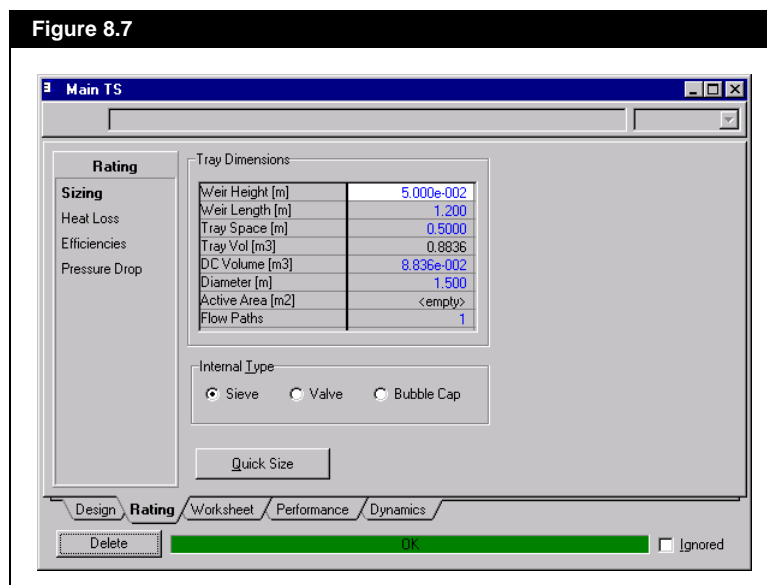 Figure 8.7
Main TS
Rating
Sizing
Heat Loss
Efficiencies
Pressure Drop
Tray Dimensions
Weir Height [m] 5.000e-002
Weir Length [m] 1.200
Tray Space [m] 0.5000
Tray Vol [m3] 0.8836
DC Volume [m3] 8.836e-002
Diameter [m] 1.500
Active Area [m2] <empty>
Flow Paths 1
Internal Type
Sieve Valve Bubble Cap
Quick Size
Design Rating Worksheet Performance Dynamics
Delete OK Ignored